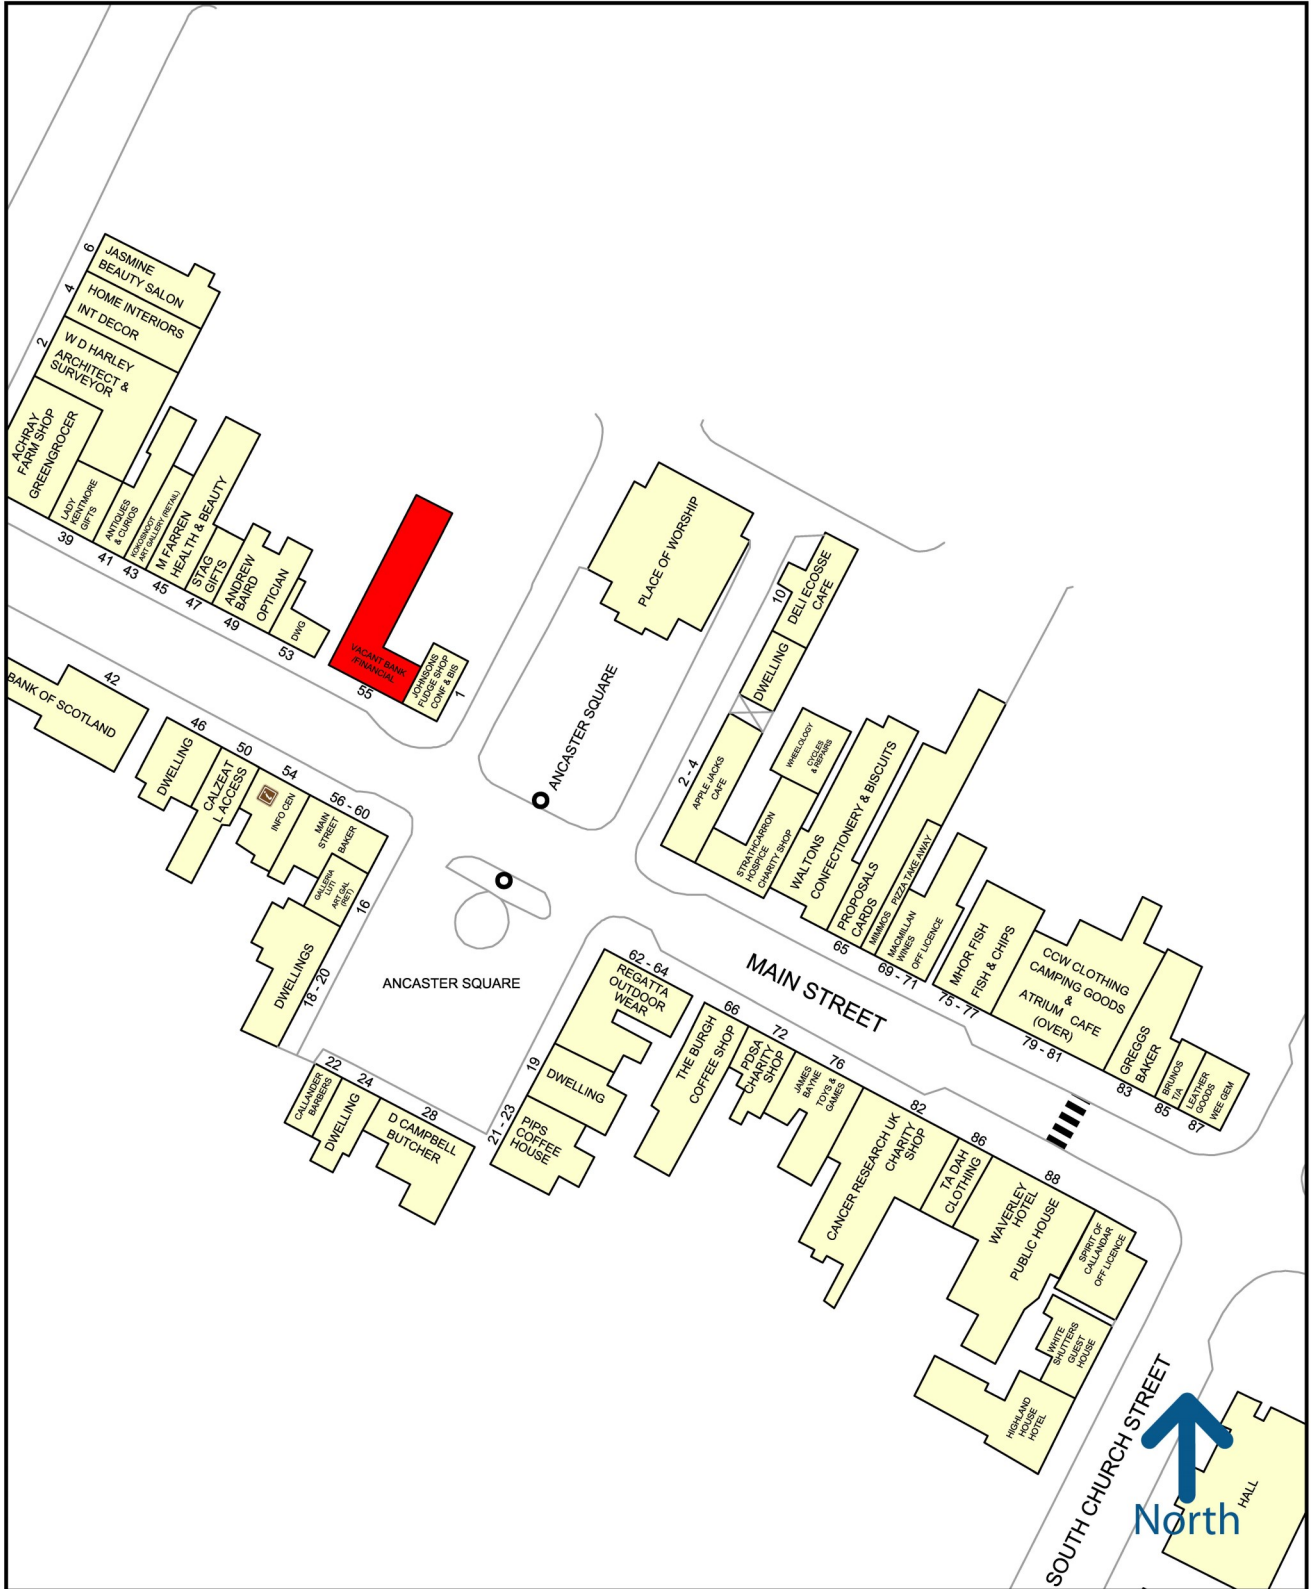 6
JASMINE
BEAUTY SALON
4
HOME INTERIORS
INT DECOR
2
W D HARLEY
ARCHITECT &
SURVEYOR
ACHRAY
FARM SHOP
GREENGROCER
LADY
KENTMORE
GIFTS
39
ANTIQUES
& CURIOS
41
KOKOSNOOT
ART GALLERY (RETAIL)
43
M FARREN
HEALTH & BEAUTY
45
STAG
GIFTS
47
ANDREW
BAIRD
OPTICIAN
49
DWG
53
VACANT BANK
/FINANCIAL
55
JOHNSONS
FUDGE SHOP
CONF & BIS
1
PLACE OF WORSHIP
ANCASTER SQUARE
10
DELI ECOSSE
CAFE
DWELLING
2 - 4
APPLE JACKS
CAFE
WHEELOLOGY
CYCLES
& REPAIRS
STRATHCARRON
HOSPICE
CHARITY SHOP
WALTONS
CONFECTIONERY & BISCUITS
PROPOSALS
CARDS
65
MIMMOS PIZZA TAKE AWAY
MACMILLAN
WINES
OFF LICENCE
69 - 71
MHOR FISH
FISH & CHIPS
75 - 77
CCW CLOTHING
CAMPING GOODS
&
ATRIUM CAFE
(OVER)
79 - 81
GREGGS
BAKER
83
BRUNOS
T/A
85
LEATHER
GOODS
WEE GEM
87
BANK OF SCOTLAND
42
DWELLING
46
CALZEAT
L ACCESS
50
INFO CEN
54
MAIN
STREET
BAKER
56 - 60
GALLERIA
LUTI
ART GAL
(RET)
16
DWELLINGS
18 - 20
ANCASTER SQUARE
MAIN STREET
CALLANDER
BARBERS
22
DWELLING
24
D CAMPBELL
BUTCHER
28
62 - 64
REGATTA
OUTDOOR
WEAR
19
DWELLING
21 - 23
PIPS
COFFEE
HOUSE
66
THE BURGH
COFFEE SHOP
72
PDSA
CHARITY
SHOP
76
JAMES
BAYNE
TOYS &
GAMES
82
CANCER RESEARCH UK
CHARITY
SHOP
86
TA DAH
CLOTHING
88
WAVERLEY
HOTEL
PUBLIC HOUSE
SPIRIT OF
CALLANDAR
OFF LICENCE
WHITE
SHUTTERS
GUEST
HOUSE
HIGHLAND
HOUSE
HOTEL
SOUTH CHURCH STREET
HALL
North